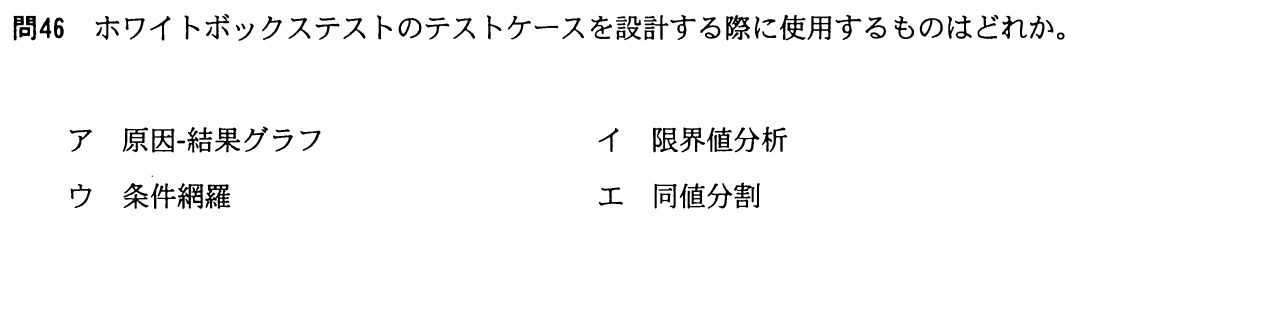 問46　ホワイトボックステストのテストケースを設計する際に使用するものはどれか。
ア　原因-結果グラフ　イ　限界値分析
ウ　条件網羅　エ　同値分割